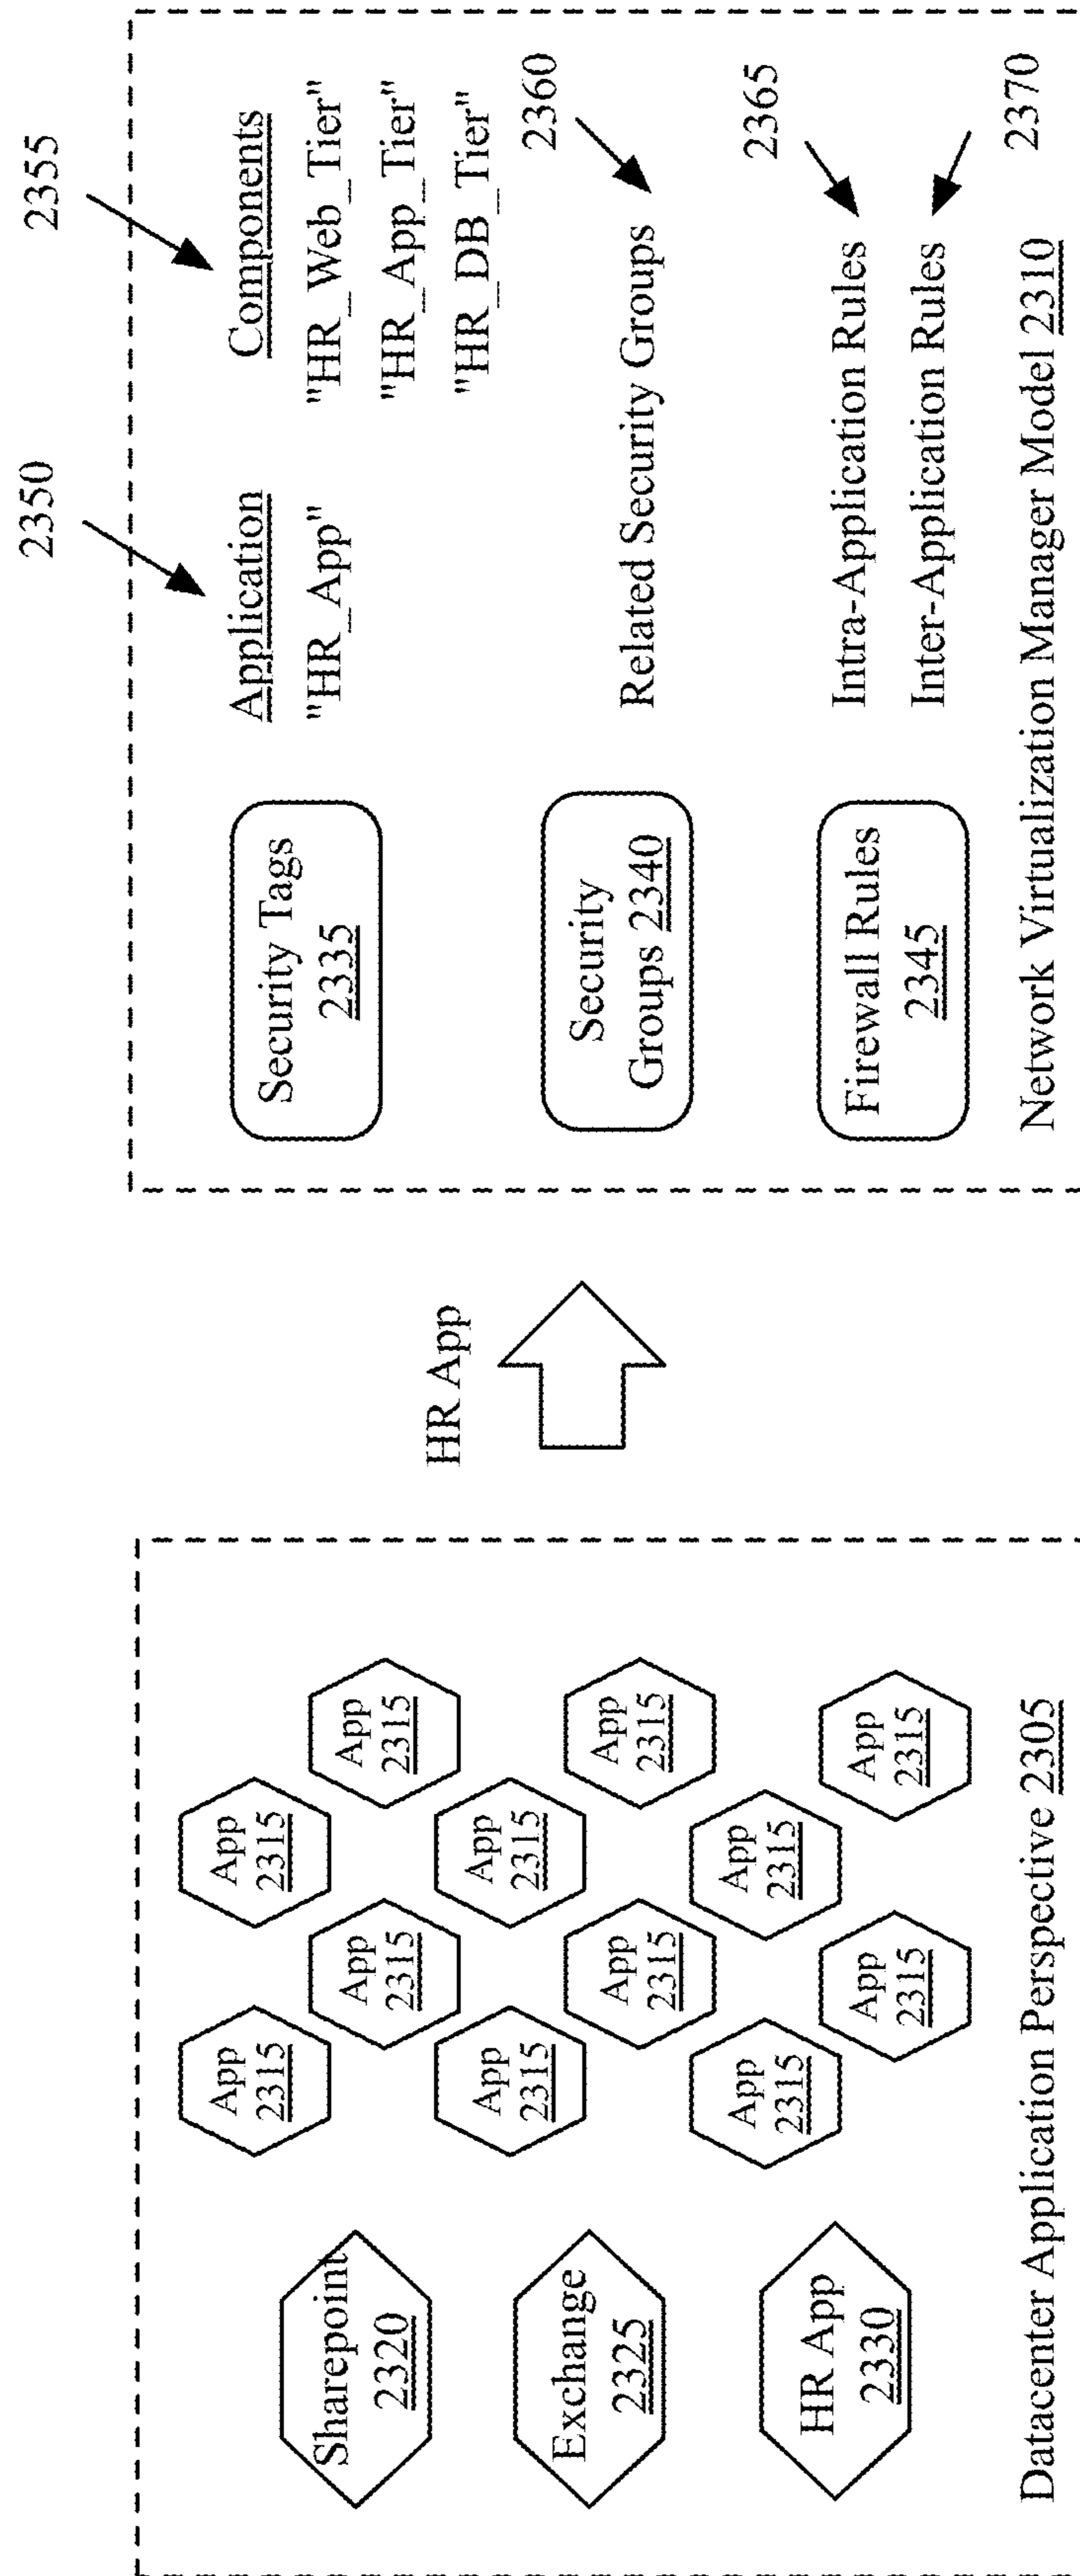 Sharepoint
2320
Exchange
2325
HR App
2330
App
2315
App
2315
App
2315
App
2315
App
2315
App
2315
App
2315
App
2315
App
2315
App
2315
App
2315
App
2315
Datacenter Application Perspective 2305
HR App
2350
2355
Security Tags
2335
Application
"HR_App"
Components
"HR_Web_Tier"
"HR_App_Tier"
"HR_DB_Tier"
2360
Security
Groups 2340
Related Security Groups
2365
Firewall Rules
2345
Intra-Application Rules
Inter-Application Rules
2370
Network Virtualization Manager Model 2310